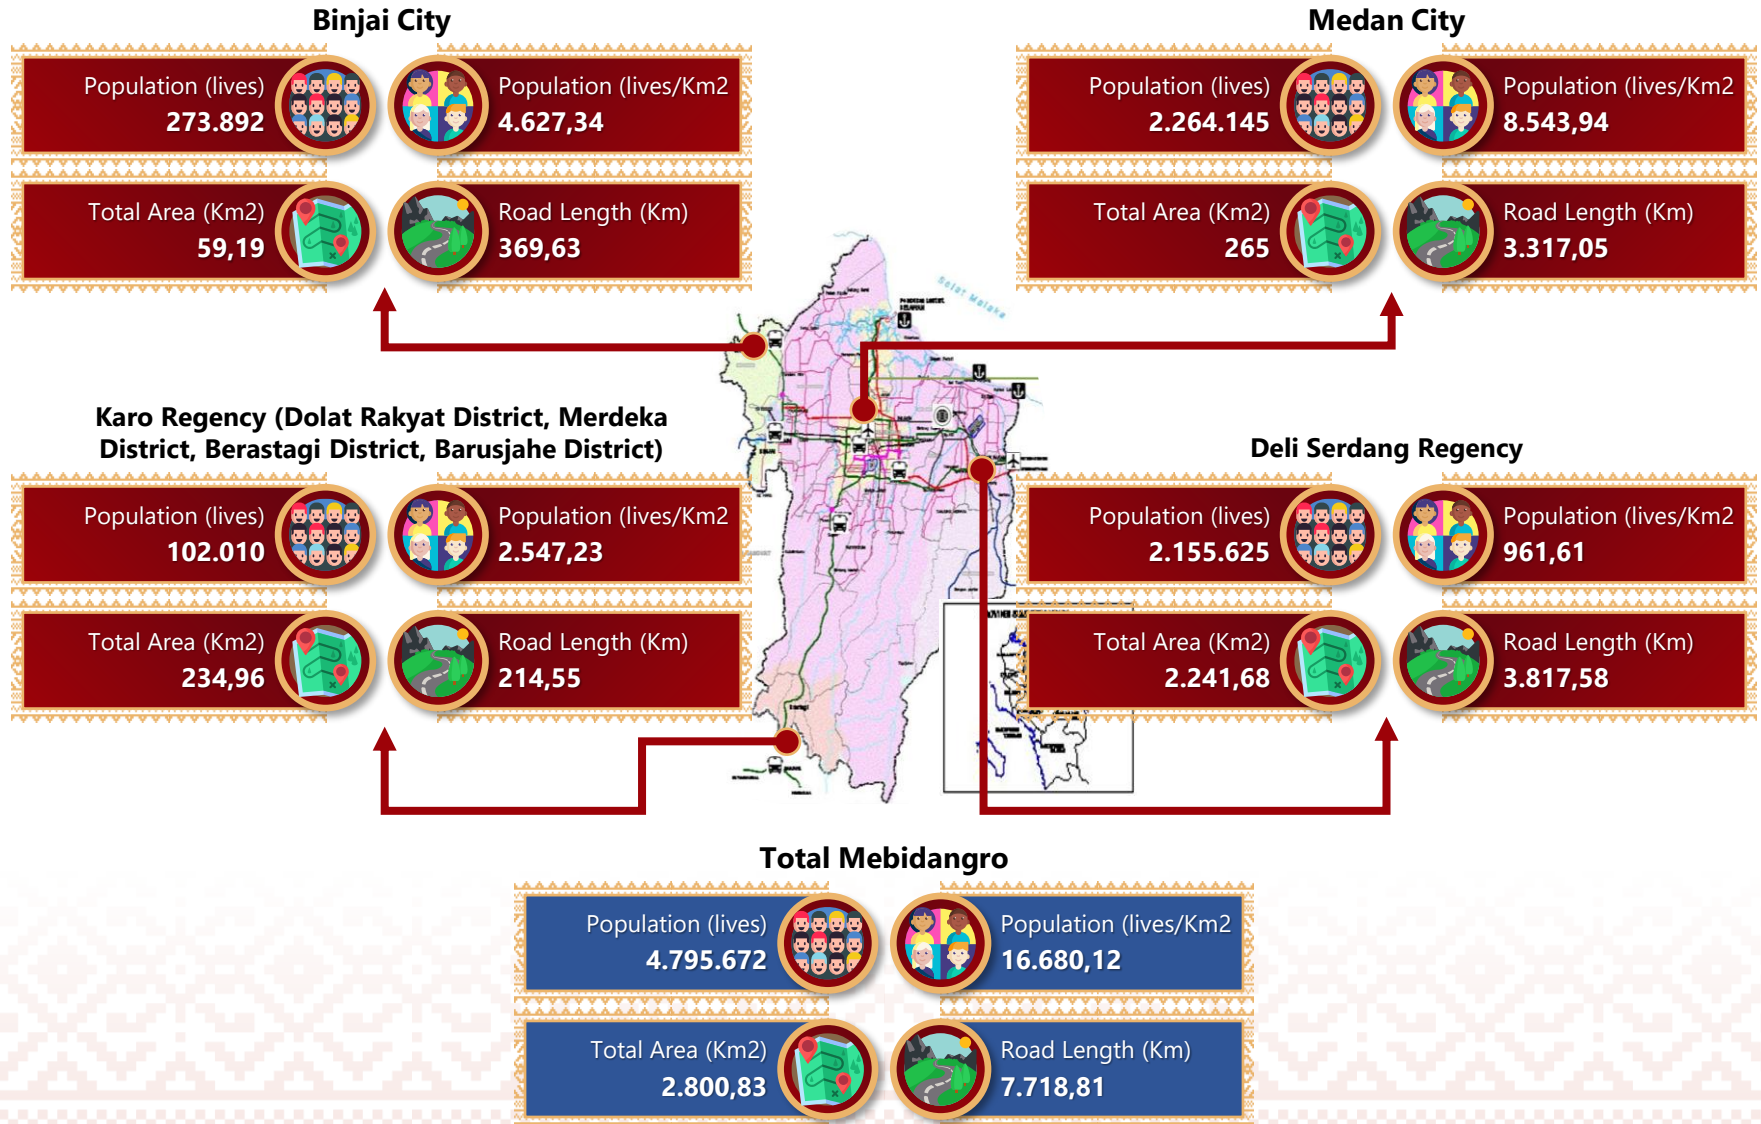 Binjai City
Population (lives)
273.892
Population (lives/Km2
4.627,34
Total Area (Km2)
59,19
Road Length (Km)
369,63
Medan City
Population (lives)
2.264.145
Population (lives/Km2
8.543,94
Total Area (Km2)
265
Road Length (Km)
3.317,05
Selat Malaka
Karo Regency (Dolat Rakyat District, Merdeka
District, Berastagi District, Barusjahe District)
Population (lives)
102.010
Population (lives/Km2
2.547,23
Total Area (Km2)
234,96
Road Length (Km)
214,55
Deli Serdang Regency
Population (lives)
2.155.625
Population (lives/Km2
961,61
Total Area (Km2)
2.241,68
Road Length (Km)
3.817,58
Total Mebidangro
Population (lives)
4.795.672
Population (lives/Km2
16.680,12
Total Area (Km2)
2.800,83
Road Length (Km)
7.718,81